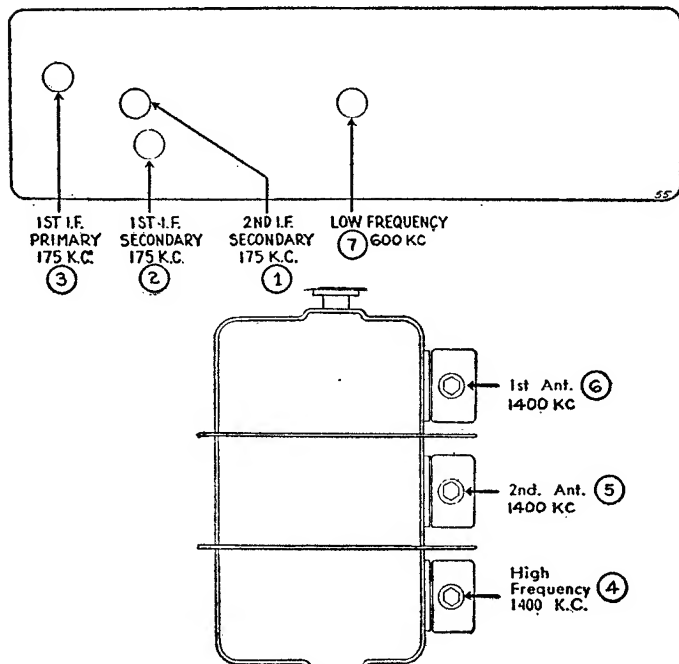 55
1ST I.F.
PRIMARY
175 K.C.
3
1ST I.F.
SECONDARY
175 K.C.
2
2ND I.F.
SECONDARY
175 K.C.
1
LOW FREQUENCY
7 600 KC
1st Ant. 6
1400 KC
2nd. Ant. 5
1400 KC
High
Frequency 4
1400 K.C.